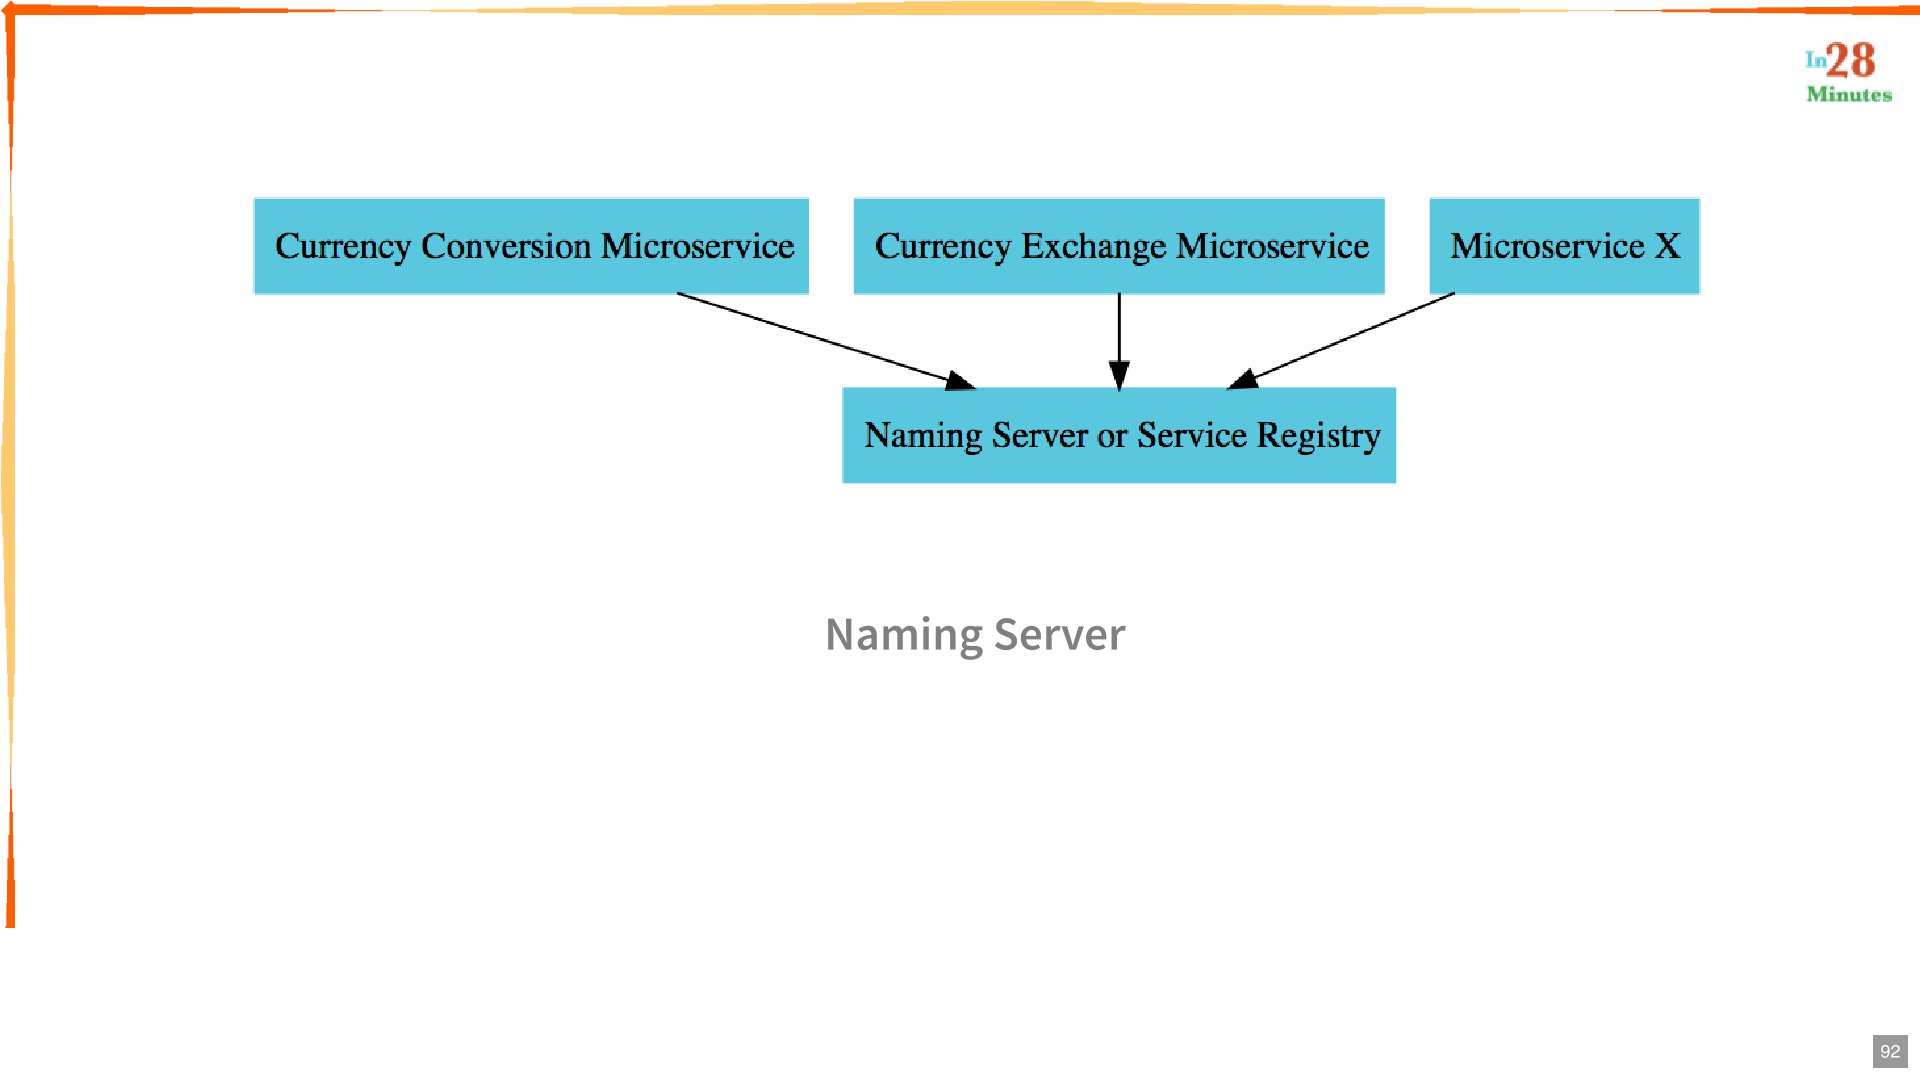 In28
Minutes
Currency Conversion Microservice
Currency Exchange Microservice
Microservice X
Naming Server or Service Registry
Naming Server
92